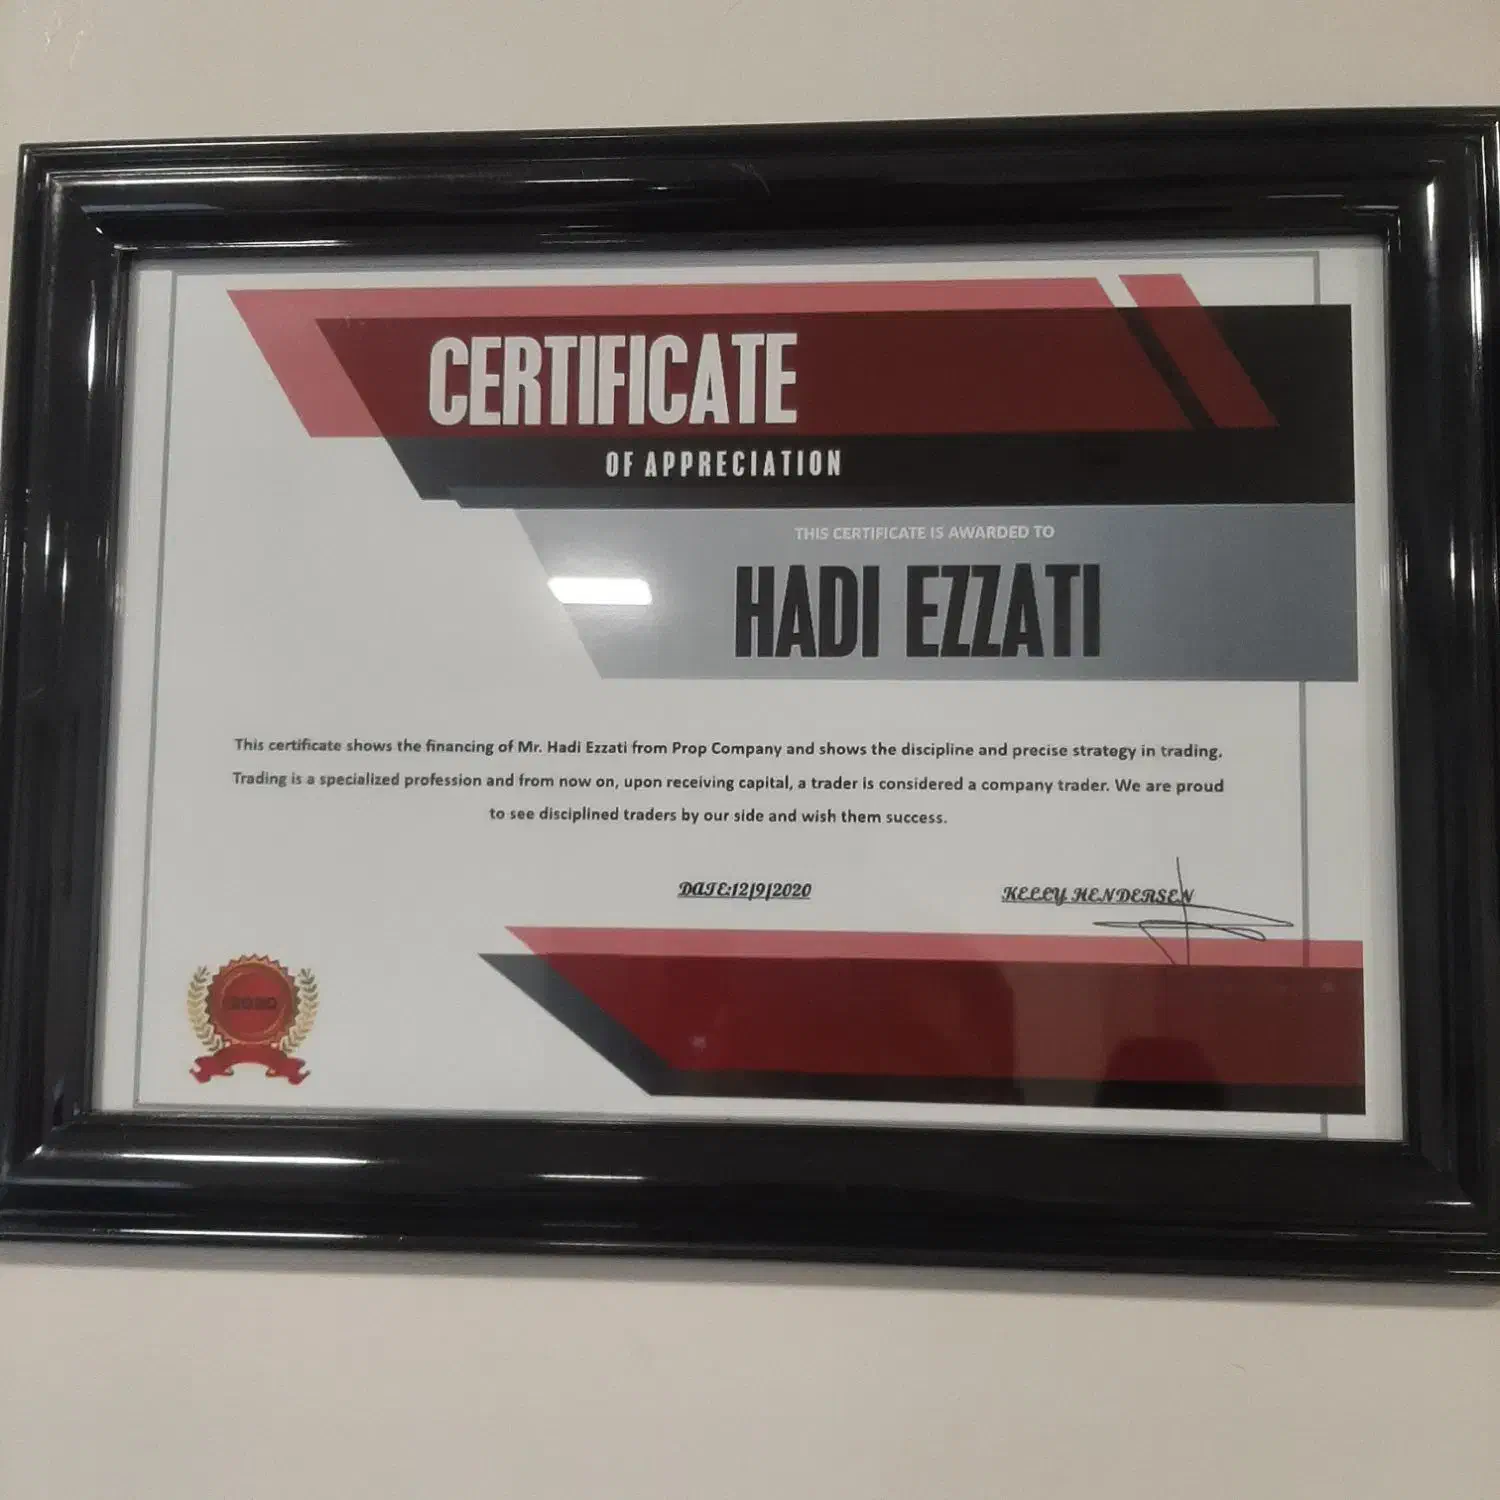 CERTIFICATE
OF APPRECIATION
THIS CERTIFICATE IS AWARDED TO
HADI EZZATI
This certificate shows the financing of Mr. Hadi Ezzati from Prop Company and shows the discipline and precise strategy in trading.
Trading is a specialized profession and from now on, upon receiving capital, a trader is considered a company trader. We are proud
to see disciplined traders by our side and wish them success.
DATE:12/9/2020
KELLY HENDERSEN
2020